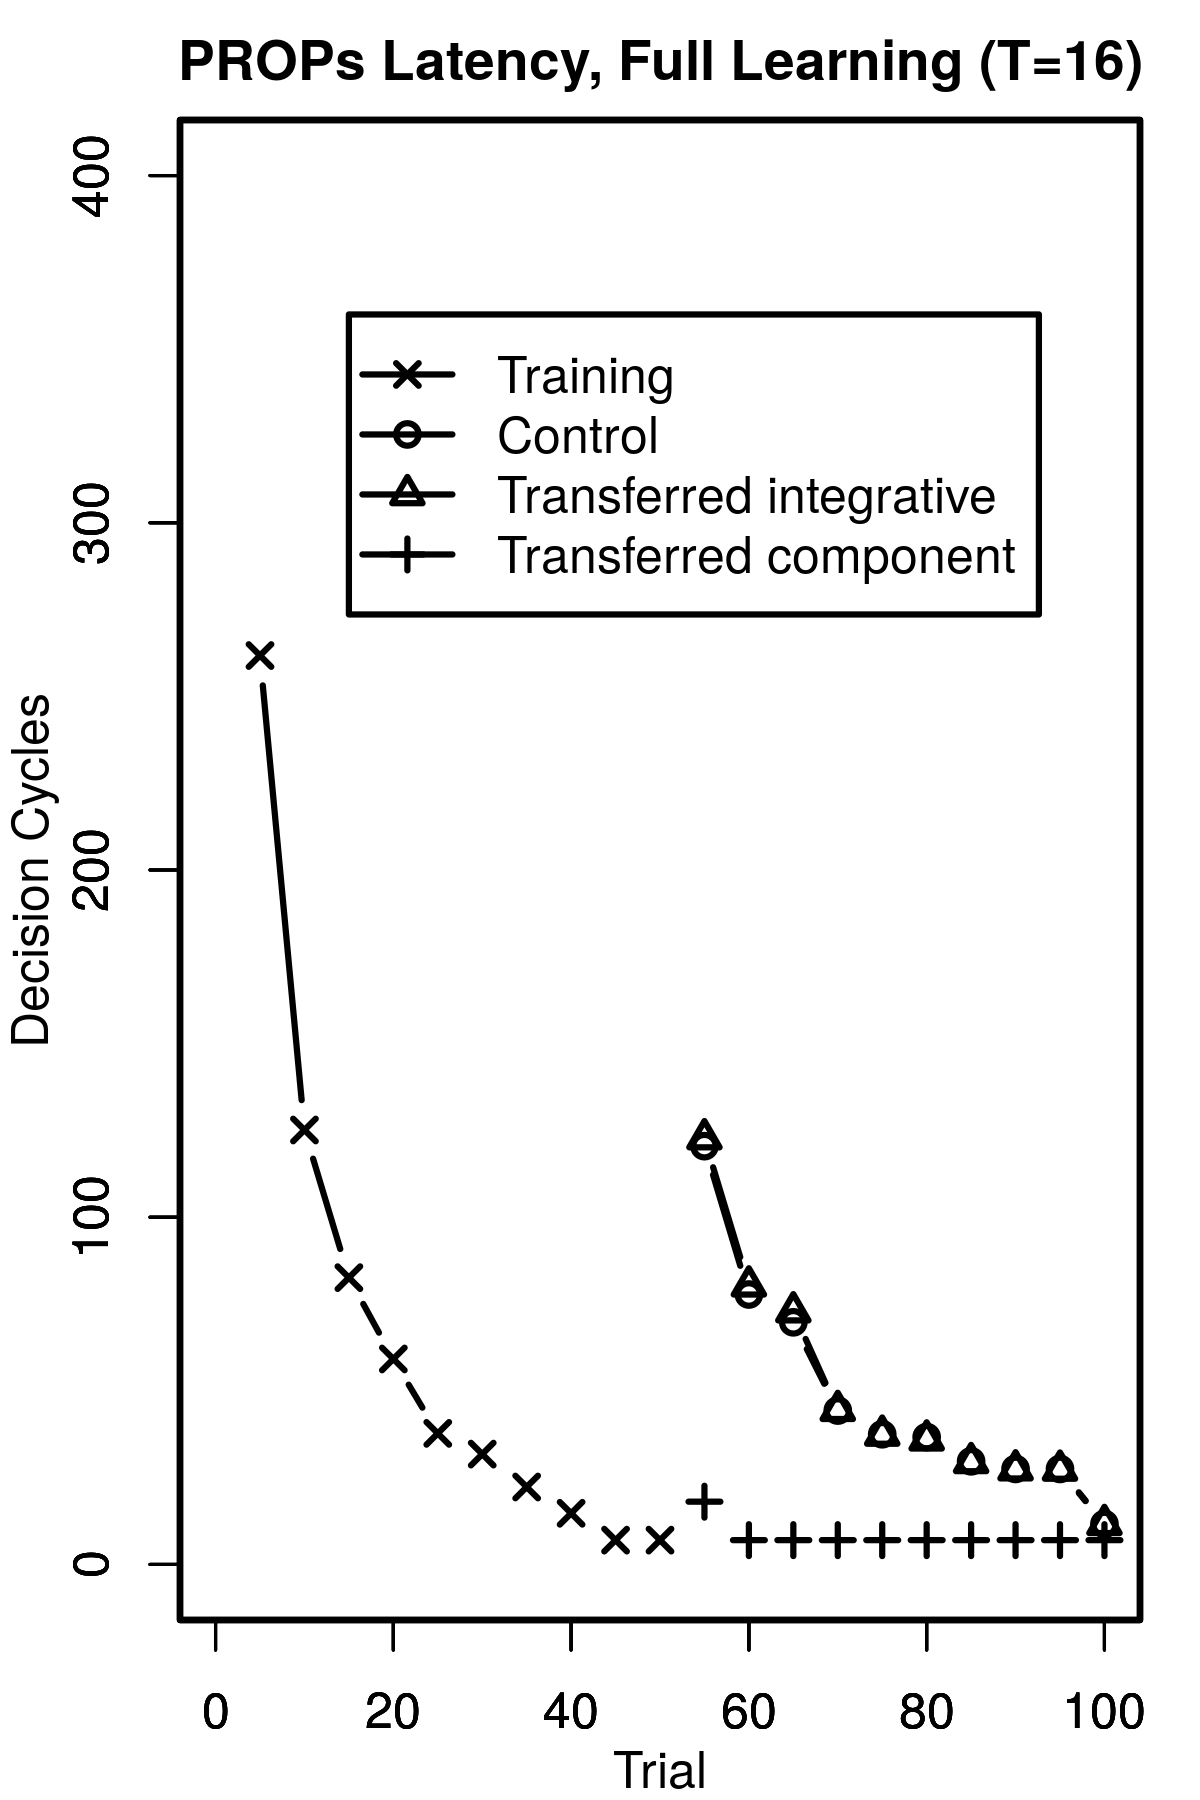 PROPs Latency, Full Learning (T=16)
400
300
200
100
0
Decision Cycles
Training
Control
Transferred integrative
Transferred component
0 20 40 60 80 100
Trial